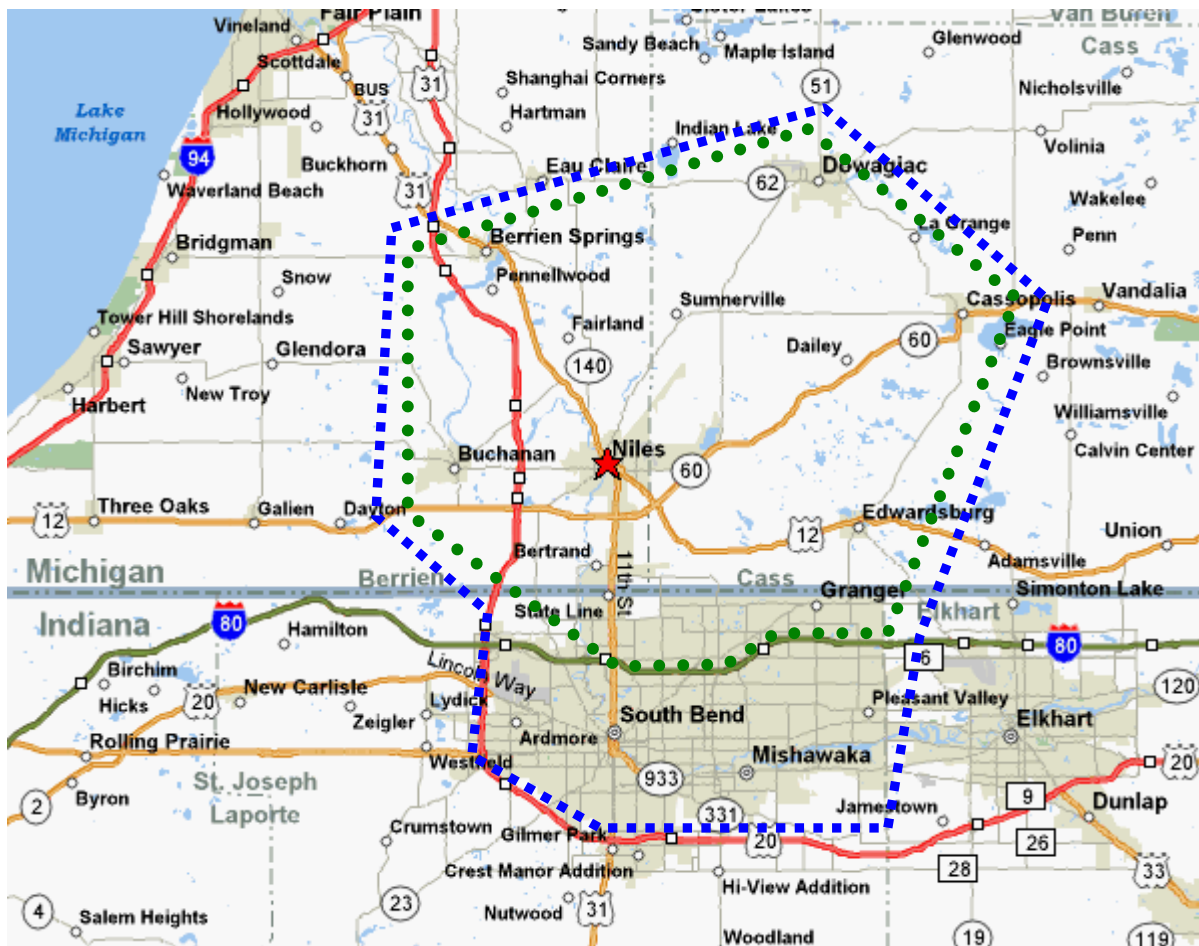 Fair Plain
Sister Lakes
Van Buren
Vineland
Sandy Beach
Maple Island
Glenwood
Cass
Scottdale
BUS
31
Shanghai Corners
51
Nicholsville
Lake
Michigan
Hollywood
31
Hartman
Indian Lake
Volinia
94
Buckhorn
Eau Claire
Dowagiac
62
31
Waverland Beach
Wakelee
La Grange
Penn
Bridgman
Berrien Springs
Snow
Pennellwood
Sumnerville
Cassopolis
Vandalia
Tower Hill Shorelands
Fairland
Eagle Point
Sawyer
Glendora
140
Dailey
60
Brownsville
New Troy
Harbert
Williamsville
Buchanan
Niles
60
Calvin Center
Three Oaks
Galien
Dayton
12
12
Edwardsburg
Union
Bertrand
11th St
Adamsville
Michigan
Berrien
Cass
Granger
Simonton Lake
State Line
Elkhart
Indiana
80
Hamilton
80
6
Lincoln Way
Birchim
Hicks
20
New Carlisle
Zeigler
Lydick
Pleasant Valley
120
South Bend
Elkhart
Ardmore
Rolling Prairie
Westfield
Mishawaka
20
St. Joseph
Laporte
933
9
Byron
2
Jamestown
Dunlap
331
Crumstown
Gilmer Park
20
26
28
33
Crest Manor Addition
Hi-View Addition
23
Nutwood
31
4
Salem Heights
Woodland
19
119